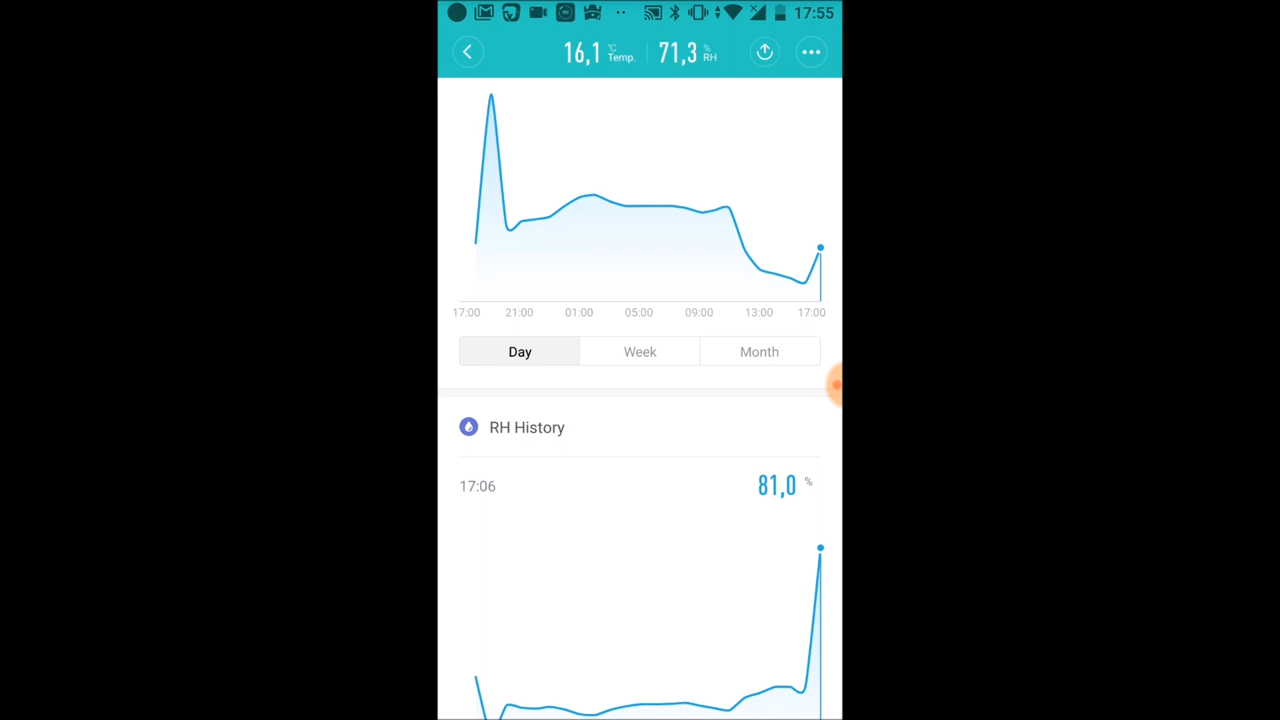 17:55
16,1 °C Temp. 71,3 % RH
17:00 21:00 01:00 05:00 09:00 13:00 17:00
Day Week Month
RH History
17:06 81,0 %